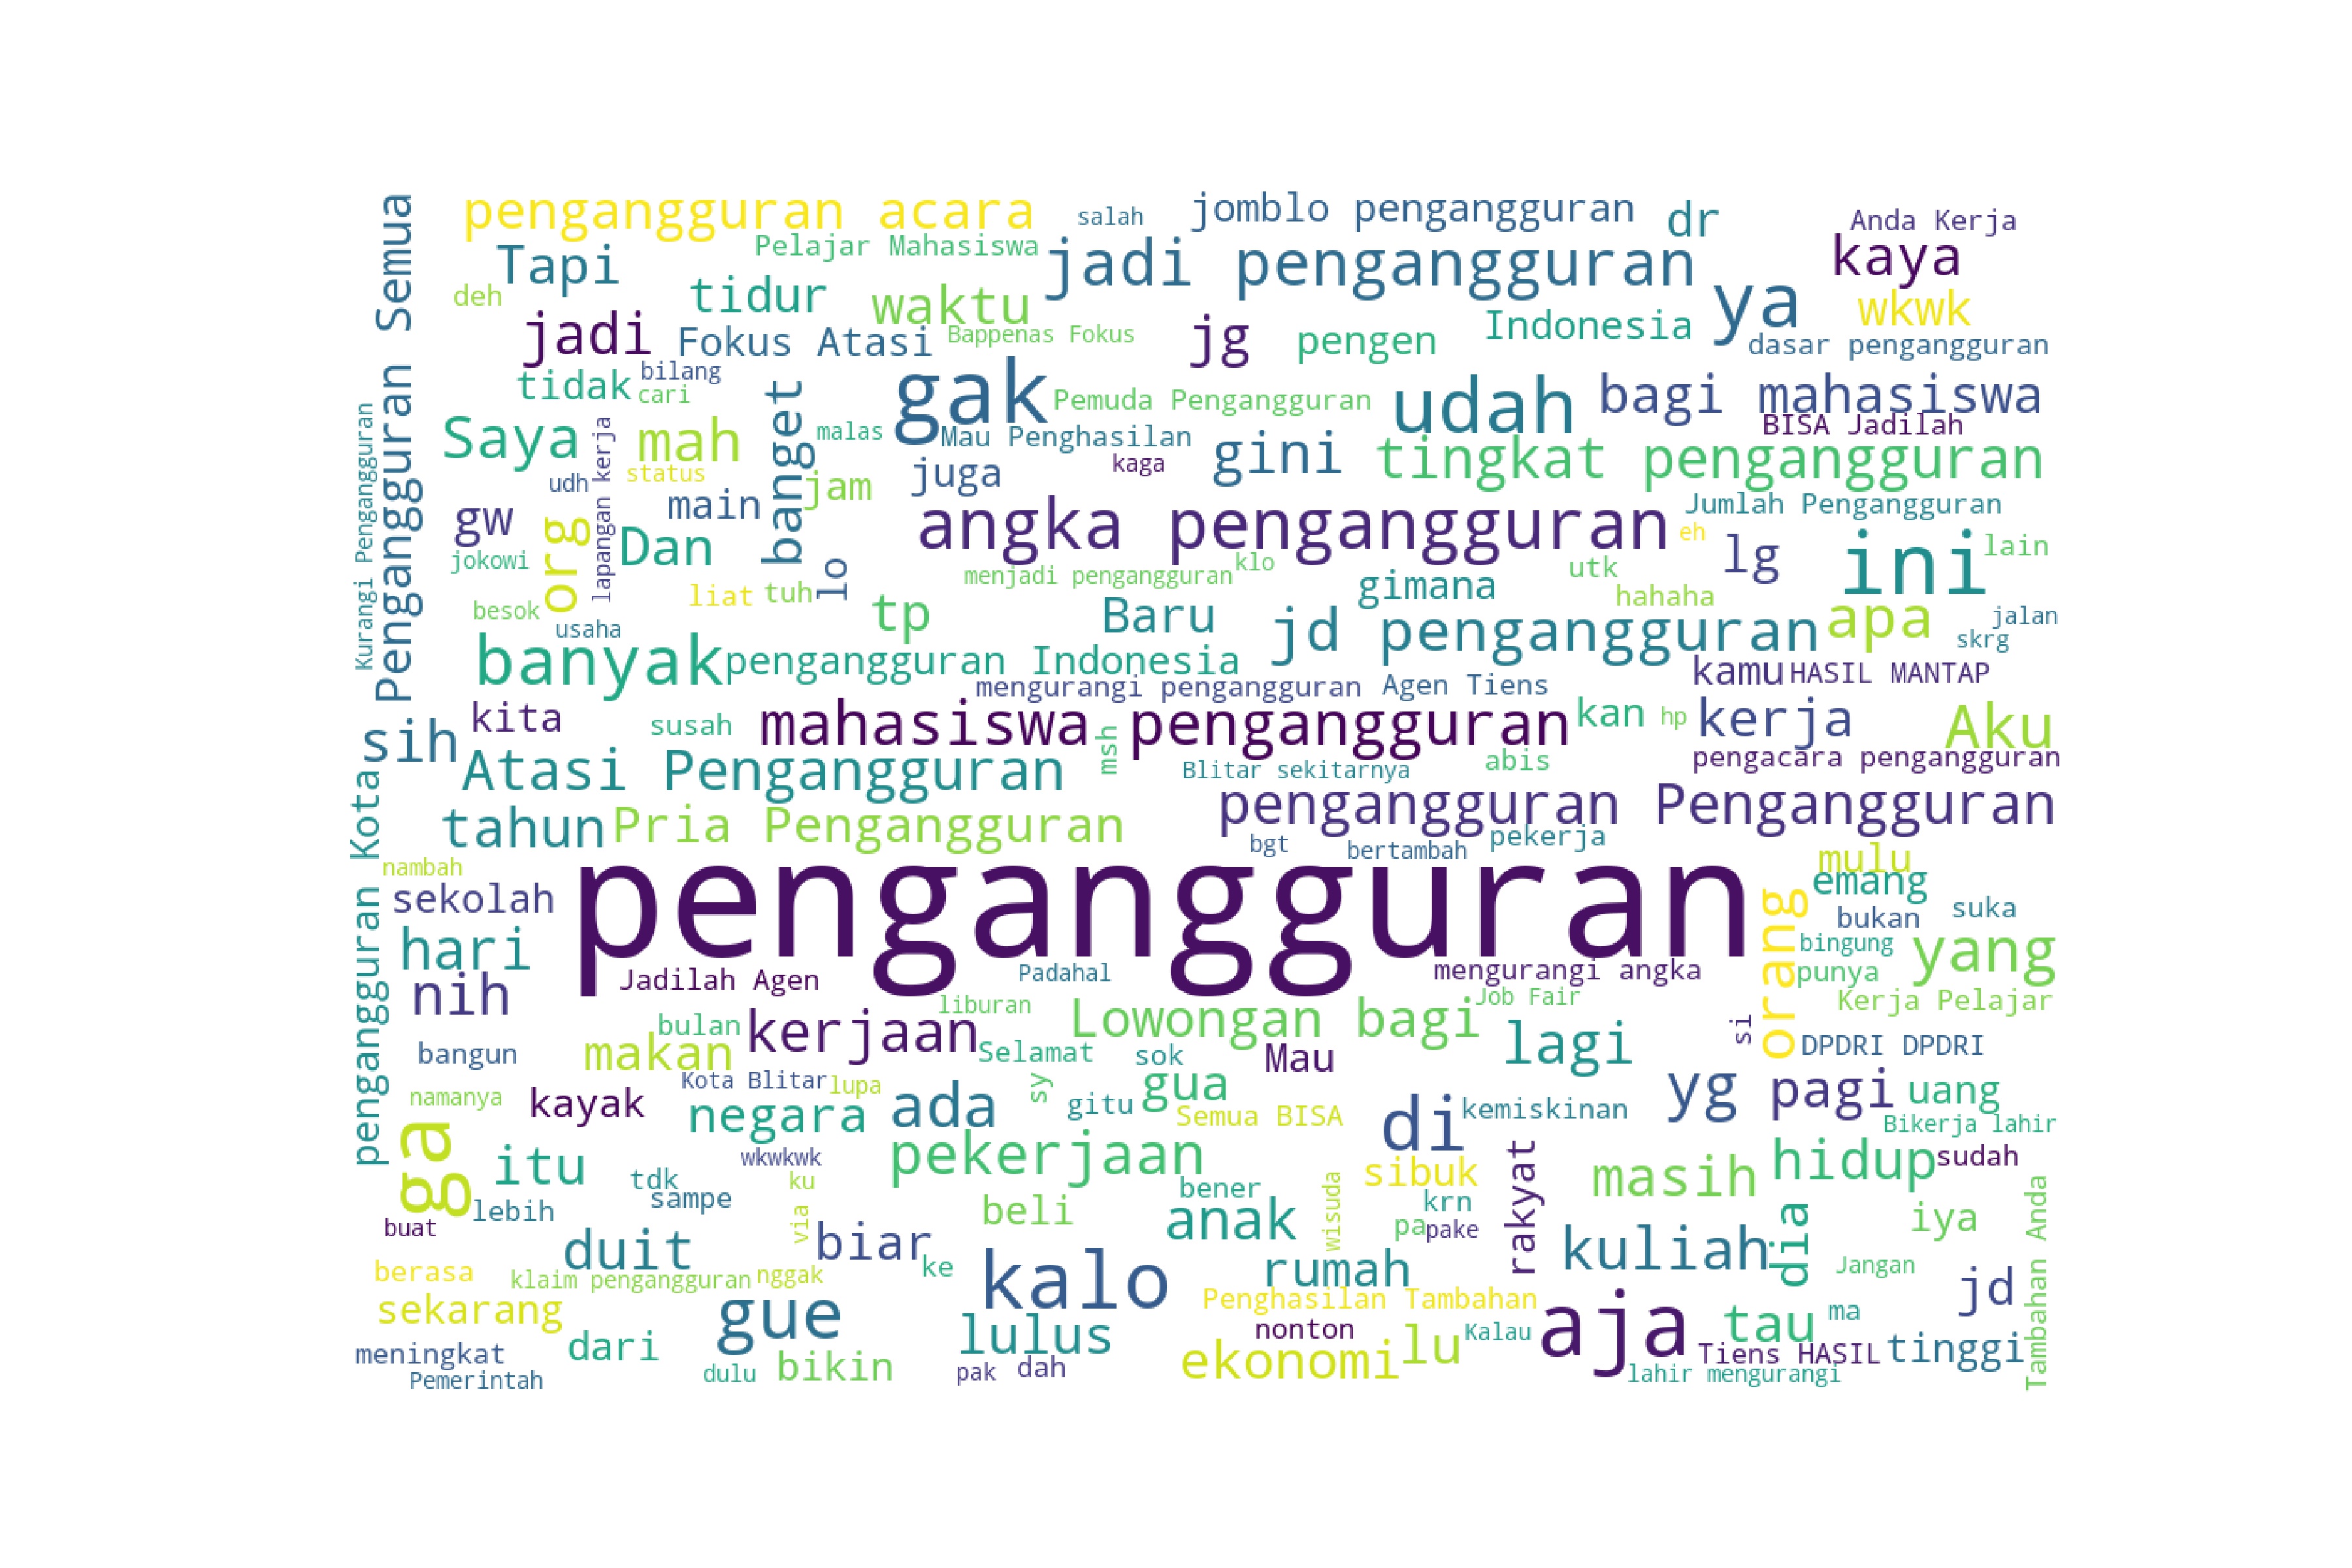 pengangguran acara
salah
jomblo pengangguran
dr
Anda Kerja
Pengangguran Semua
Tapi
Pelajar Mahasiswa
jadi pengangguran
kaya
deh
tidur
waktu
ya
wkwk
jadi
Fokus Atasi
Bappenas Fokus
jg
pengen
Indonesia
dasar pengangguran
tidak
bilang
cari
banget
gak
Pemuda Pengangguran
udah
bagi mahasiswa
Kurangi Pengangguran
Saya
lapangan kerja
mah
malas
Mau Penghasilan
BISA Jadilah
udh
status
jam
juga
kaga
gini
tingkat pengangguran
gw
org
main
angka pengangguran
Jumlah Pengangguran
eh
jokowi
Dan
lo
menjadi pengangguran
klo
utk
lg
ini
lain
besok
usaha
liat
tuh
tp
Baru
gimana
hahaha
apa
jalan
skrg
banyak
pengangguran Indonesia
jd pengangguran
kamu
HASIL MANTAP
mengurangi pengangguran
Agen Tiens
sih
kita
susah
mahasiswa pengangguran
msh
kan
hp
kerja
Aku
pengangguran Kota
Atasi Pengangguran
Blitar sekitarnya
abis
pengacara pengangguran
tahun
Pria Pengangguran
pengangguran Pengangguran
bgt
bertambah
pekerja
nambah
mulu
emang
sekolah
pengangguran
orang
bukan
suka
hari
bingung
yang
nih
Jadilah Agen
Padahal
mengurangi angka
punya
bulan
kerjaan
liburan
Lowongan bagi
Job Fair
lagi
si
Kerja Pelajar
bangun
makan
Selamat
sok
Mau
DPDRI DPDRI
Kota Blitar
lupa
sy
gua
yg
pagi
uang
namanya
kayak
negara
ada
gitu
Semua BISA
di
kemiskinan
Bikerja lahir
ga
itu
wkwkwk
pekerjaan
sibuk
rakyat
masih
hidup
sudah
tdk
sampe
ku
bener
wisuda
krn
lebih
buat
via
beli
anak
pa
pake
dia
iya
Tambahan Anda
duit
biar
ke
kalo
rumah
kuliah
Jangan
berasa
klaim pengangguran
nggak
sekarang
gue
Penghasilan Tambahan
aja
jd
dari
lulus
nonton
Kalau
tau
ma
meningkat
Pemerintah
dulu
bikin
pak
dah
ekonomi
lu
Tiens HASIL
tinggi
lahir mengurangi